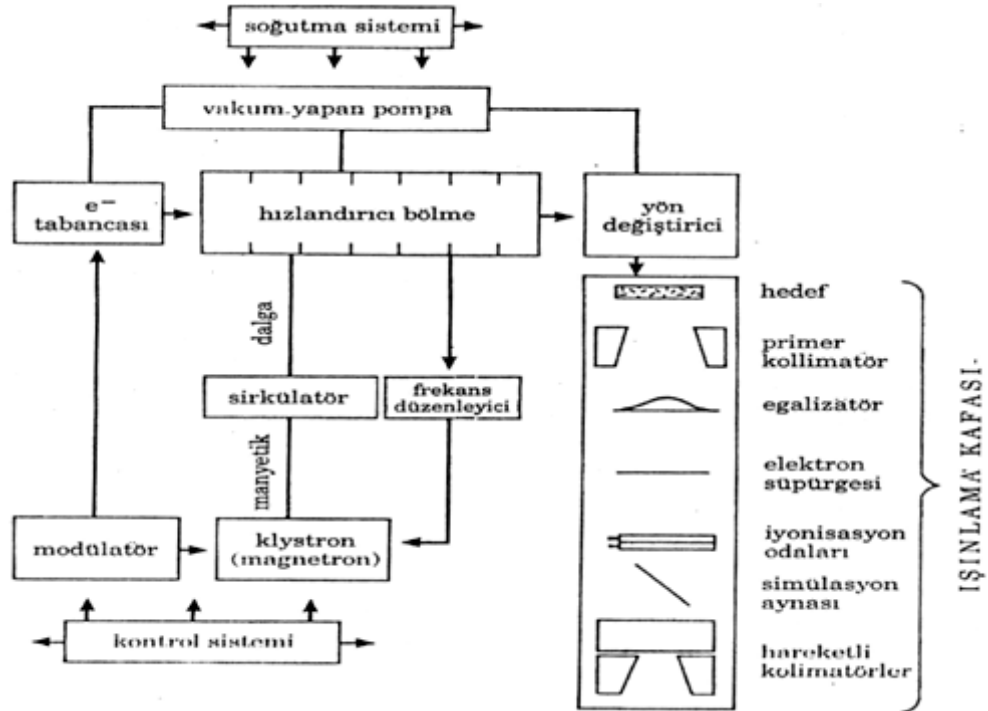 soğutma sistemi
vakum yapan pompa
e⁻
tabancası
hızlandırıcı bölme
yön
değiştirici
dalga
sirkülatör
frekans
düzenleyici
manyetik
modülatör
klystron
(magnetron)
kontrol sistemi
hedef
primer
kollimatör
egalizatör
elektron
süpürgesi
iyonisasyon
odaları
simülasyon
aynası
hareketli
kolimatörler
IŞINLAMA KAFASI